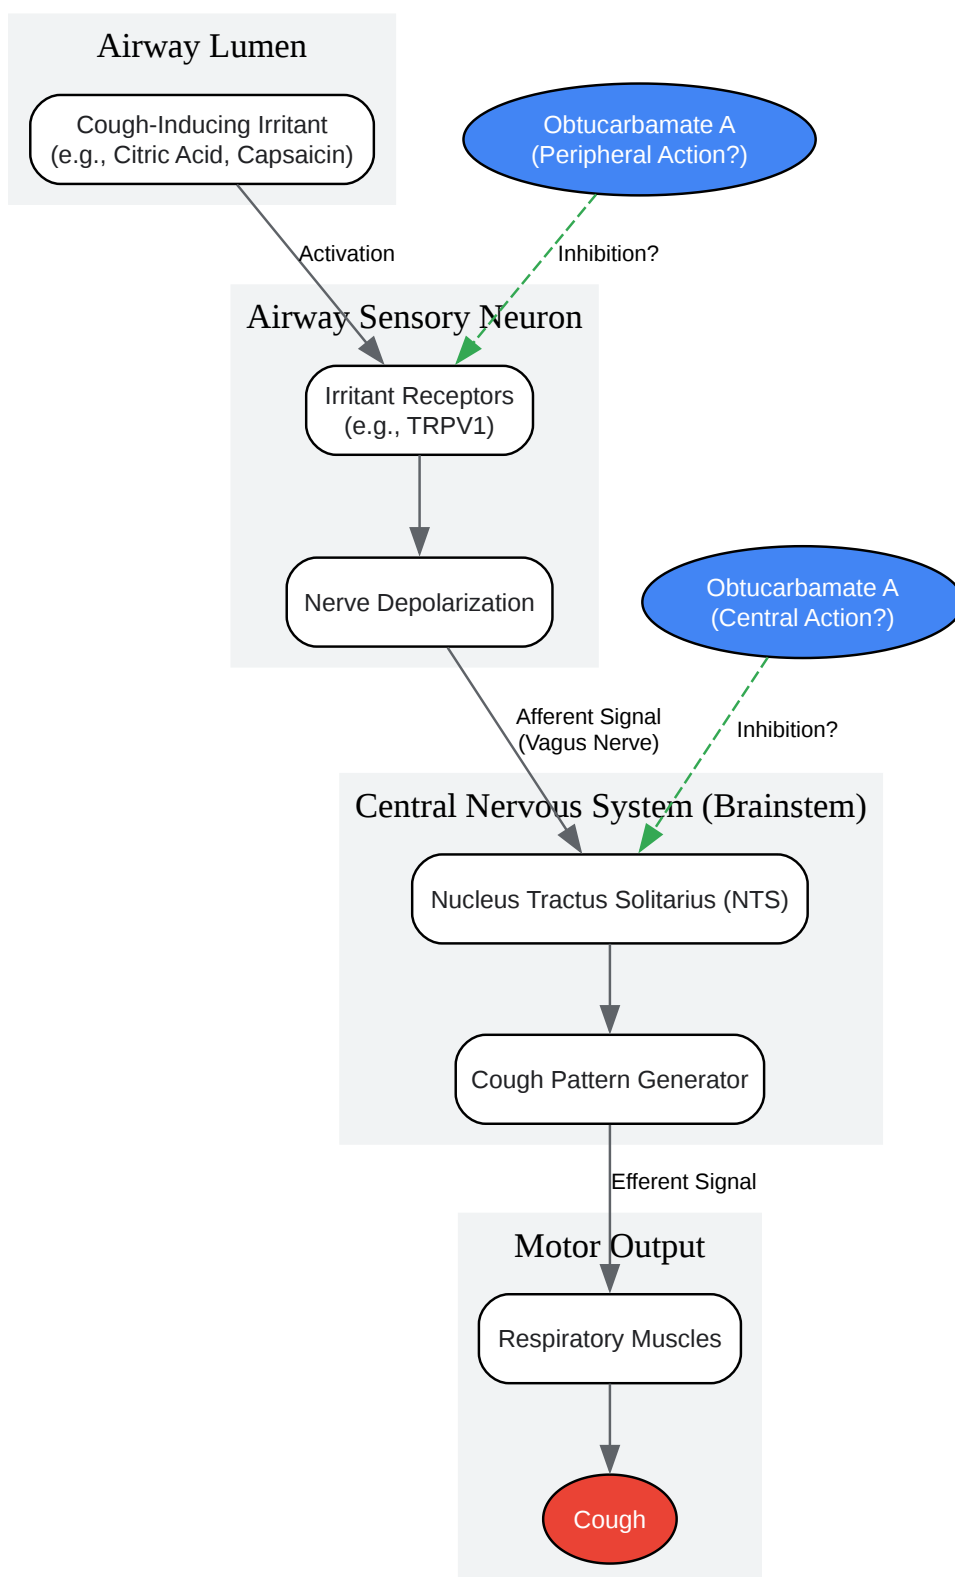 Airway Lumen
Cough-Inducing Irritant
(e.g., Citric Acid, Capsaicin)
Obtucarbamate A
(Peripheral Action?)
Activation
Inhibition?
Airway Sensory Neuron
Irritant Receptors
(e.g., TRPV1)
Nerve Depolarization
Obtucarbamate A
(Central Action?)
Afferent Signal
(Vagus Nerve)
Inhibition?
Central Nervous System (Brainstem)
Nucleus Tractus Solitarius (NTS)
Cough Pattern Generator
Efferent Signal
Motor Output
Respiratory Muscles
Cough